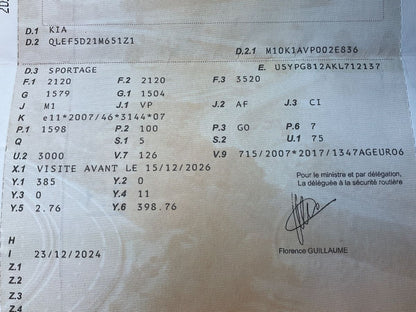 D.1 KIA
D.2 QLEF5D21M651Z1
D.2.1 M10K1AVP002E836
D.3 SPORTAGE E. U5YPG812AKL712137
F.1 2120 F.2 2120 F.3 3520
G 1579 G.1 1504
J M1 J.1 VP J.2 AF J.3 CI
K e11*2007/46*3144*07
P.1 1598 P.2 100 P.3 GO P.6 7
Q S.1 5 S.2 U.1 75
U.2 3000 V.7 126 V.9 715/2007*2017/1347AGEURO6
X.1 VISITE AVANT LE 15/12/2026
Y.1 385 Y.2 0
Y.3 0 Y.4 11
Y.5 2.76 Y.6 398.76
Pour le ministre et par délégation,
La déléguée à la sécurité routière
Florence GUILLAUME
H
I 23/12/2024
Z.1
Z.2
Z.3
Z.4